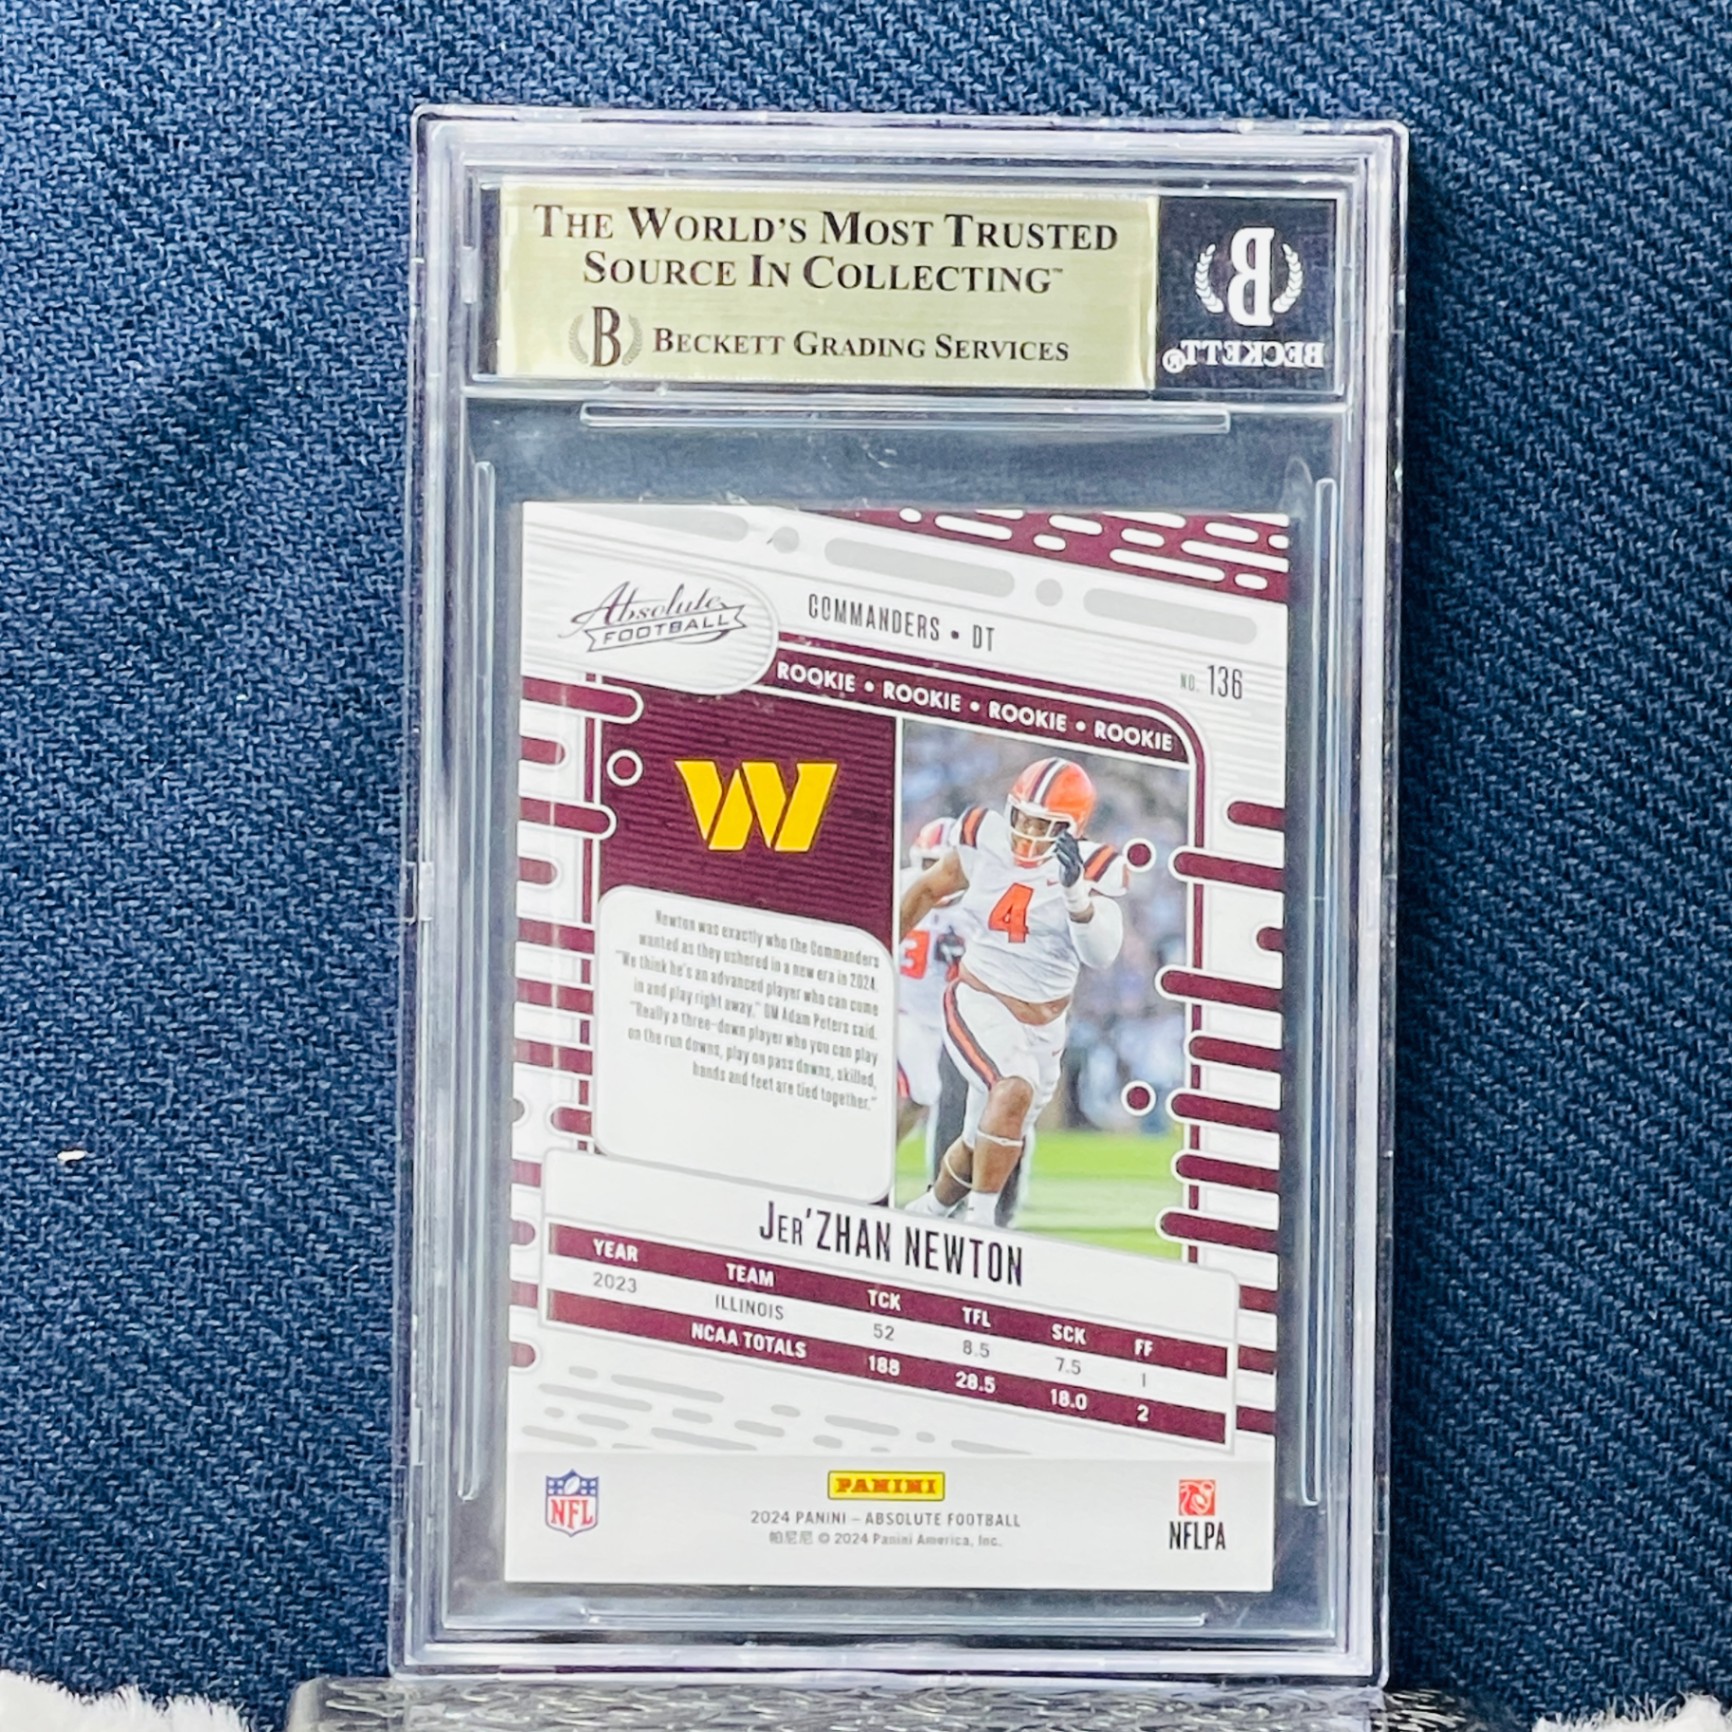 THE WORLD'S MOST TRUSTED
SOURCE IN COLLECTING™
B BECKETT GRADING SERVICES
B
BECKETT®
Absolute
FOOTBALL
COMMANDERS • DT
NO. 136
ROOKIE • ROOKIE • ROOKIE • ROOKIE
W
4
3
Newton was exactly who the Commanders
wanted as they ushered in a new era in 2024.
"We think he's an advanced player who can come
in and play right away," GM Adam Peters said.
"Really a three-down player who you can play
on the run downs, play on pass downs, skilled,
hands and feet are tied together."
JER'ZHAN NEWTON
YEAR TEAM TCK TFL SCK FF
2023 ILLINOIS 52 8.5 7.5 1
NCAA TOTALS 188 28.5 18.0 2
NFL
PANINI
2024 PANINI – ABSOLUTE FOOTBALL
帕尼尼 © 2024 Panini America, Inc.
NFLPA